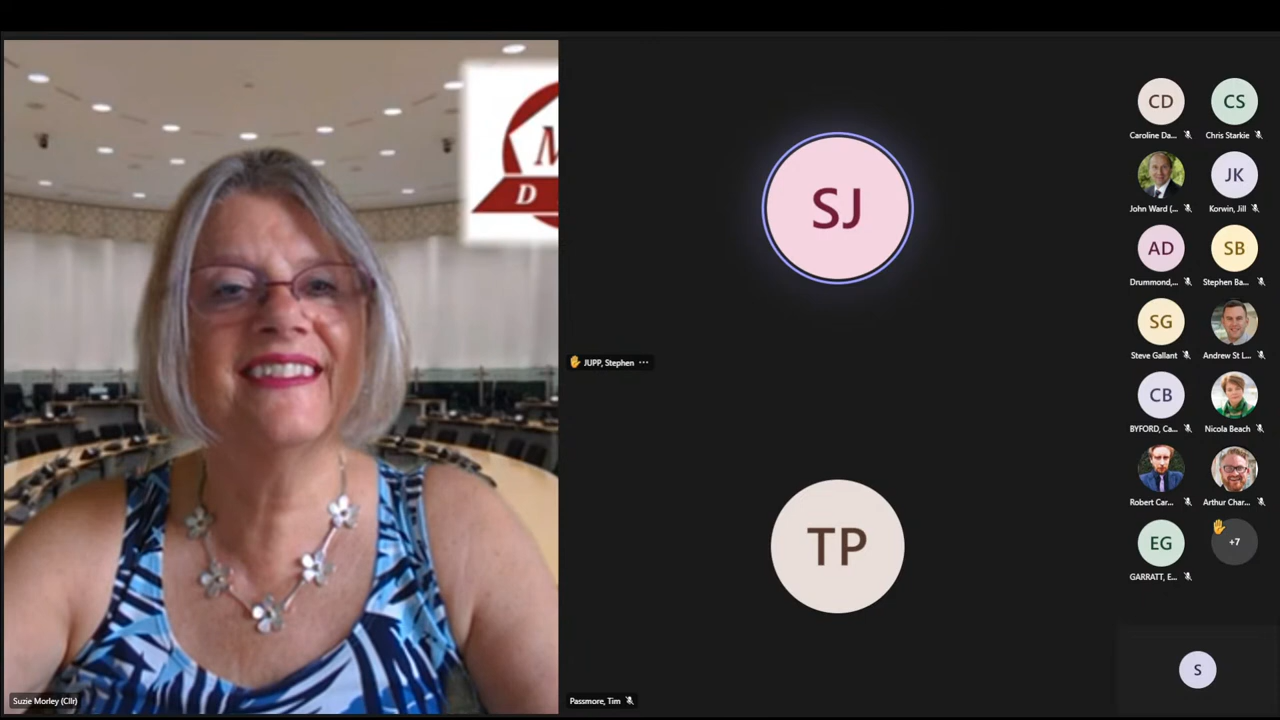 M
D
Suzie Morley (Cllr)
SJ
JUPP, Stephen
TP
Passmore, Tim
CD
CS
Caroline Da...
Chris Starkie
JK
John Ward (...
Korwin, Jill
AD
SB
Drummond,...
Stephen Ba...
SG
Steve Gallant
Andrew St L...
CB
BYFORD, Ca...
Nicola Beach
Robert Car...
Arthur Char...
EG
+7
GARRATT, E...
S